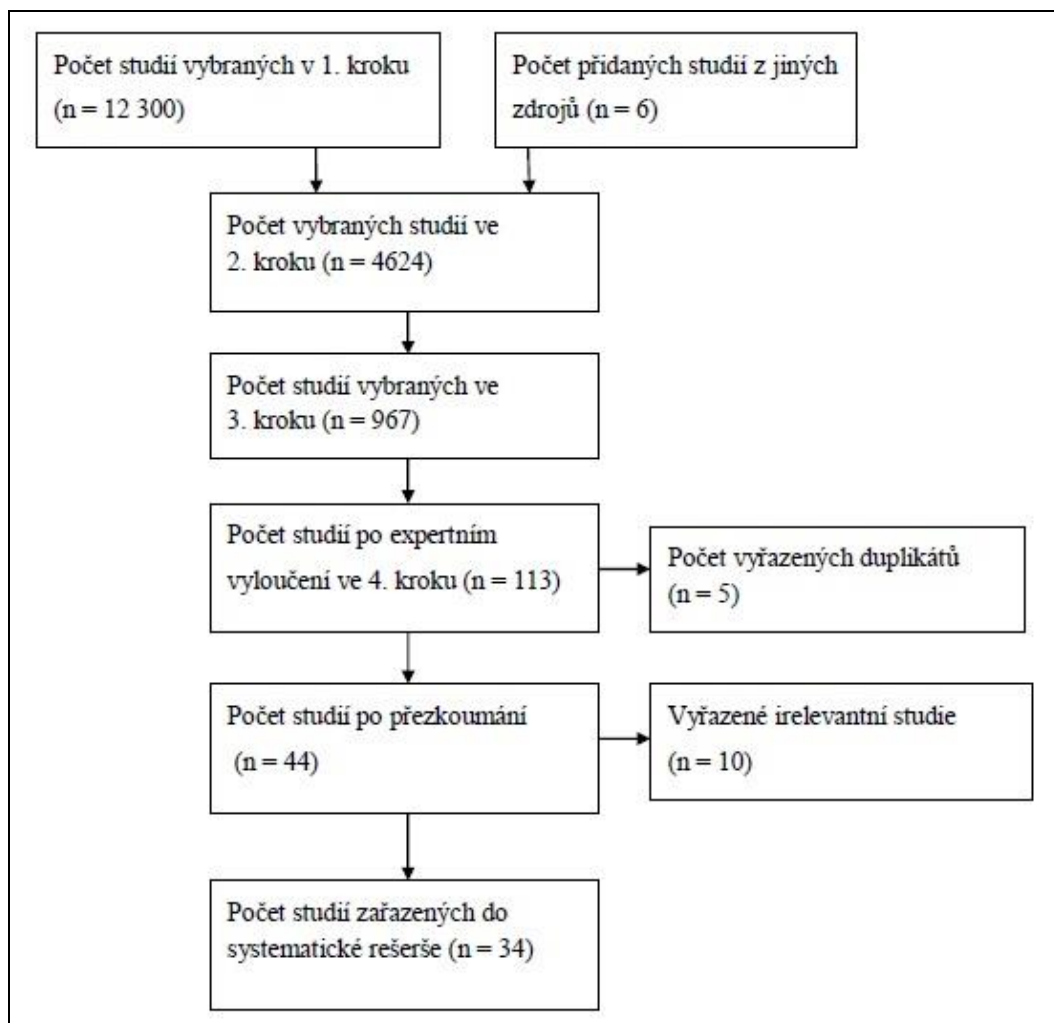 Počet studií vybraných v 1. kroku
(n = 12 300)
Počet přidaných studií z jiných
zdrojů (n = 6)
Počet vybraných studií ve
2. kroku (n = 4624)
Počet studií vybraných ve
3. kroku (n = 967)
Počet studií po expertním
vyloučení ve 4. kroku (n = 113)
Počet vyřazených duplikátů
(n = 5)
Počet studií po přezkoumání
(n = 44)
Vyřazené irelevantní studie
(n = 10)
Počet studií zařazených do
systematické rešerše (n = 34)